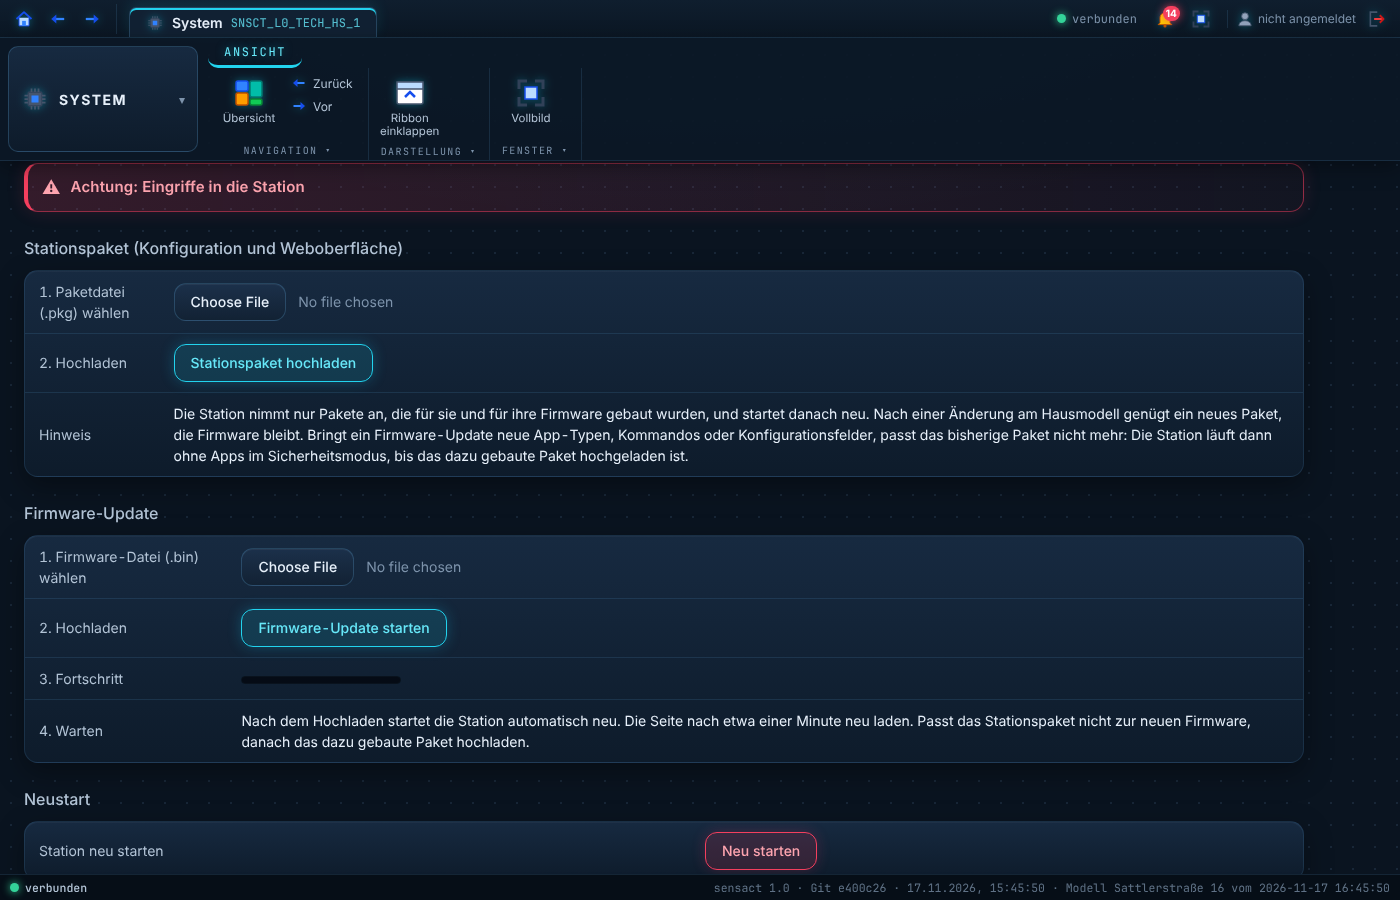 System SNSCT_L0_TECH_HS_1
verbunden
14
nicht angemeldet
SYSTEM
ANSICHT
Übersicht
Zurück
Vor
NAVIGATION
Ribbon
einklappen
DARSTELLUNG
Vollbild
FENSTER
Achtung: Eingriffe in die Station
Stationspaket (Konfiguration und Weboberfläche)
1. Paketdatei
(.pkg) wählen
Choose File No file chosen
2. Hochladen
Stationspaket hochladen
Hinweis
Die Station nimmt nur Pakete an, die für sie und für ihre Firmware gebaut wurden, und startet danach neu. Nach einer Änderung am Hausmodell genügt ein neues Paket,
die Firmware bleibt. Bringt ein Firmware-Update neue App-Typen, Kommandos oder Konfigurationsfelder, passt das bisherige Paket nicht mehr: Die Station läuft dann
ohne Apps im Sicherheitsmodus, bis das dazu gebaute Paket hochgeladen ist.
Firmware-Update
1. Firmware-Datei (.bin)
wählen
Choose File No file chosen
2. Hochladen
Firmware-Update starten
3. Fortschritt
4. Warten
Nach dem Hochladen startet die Station automatisch neu. Die Seite nach etwa einer Minute neu laden. Passt das Stationspaket nicht zur neuen Firmware,
danach das dazu gebaute Paket hochladen.
Neustart
Station neu starten
Neu starten
verbunden
sensact 1.0 · Git e400c26 · 17.11.2026, 15:45:50 · Modell Sattlerstraße 16 vom 2026-11-17 16:45:50